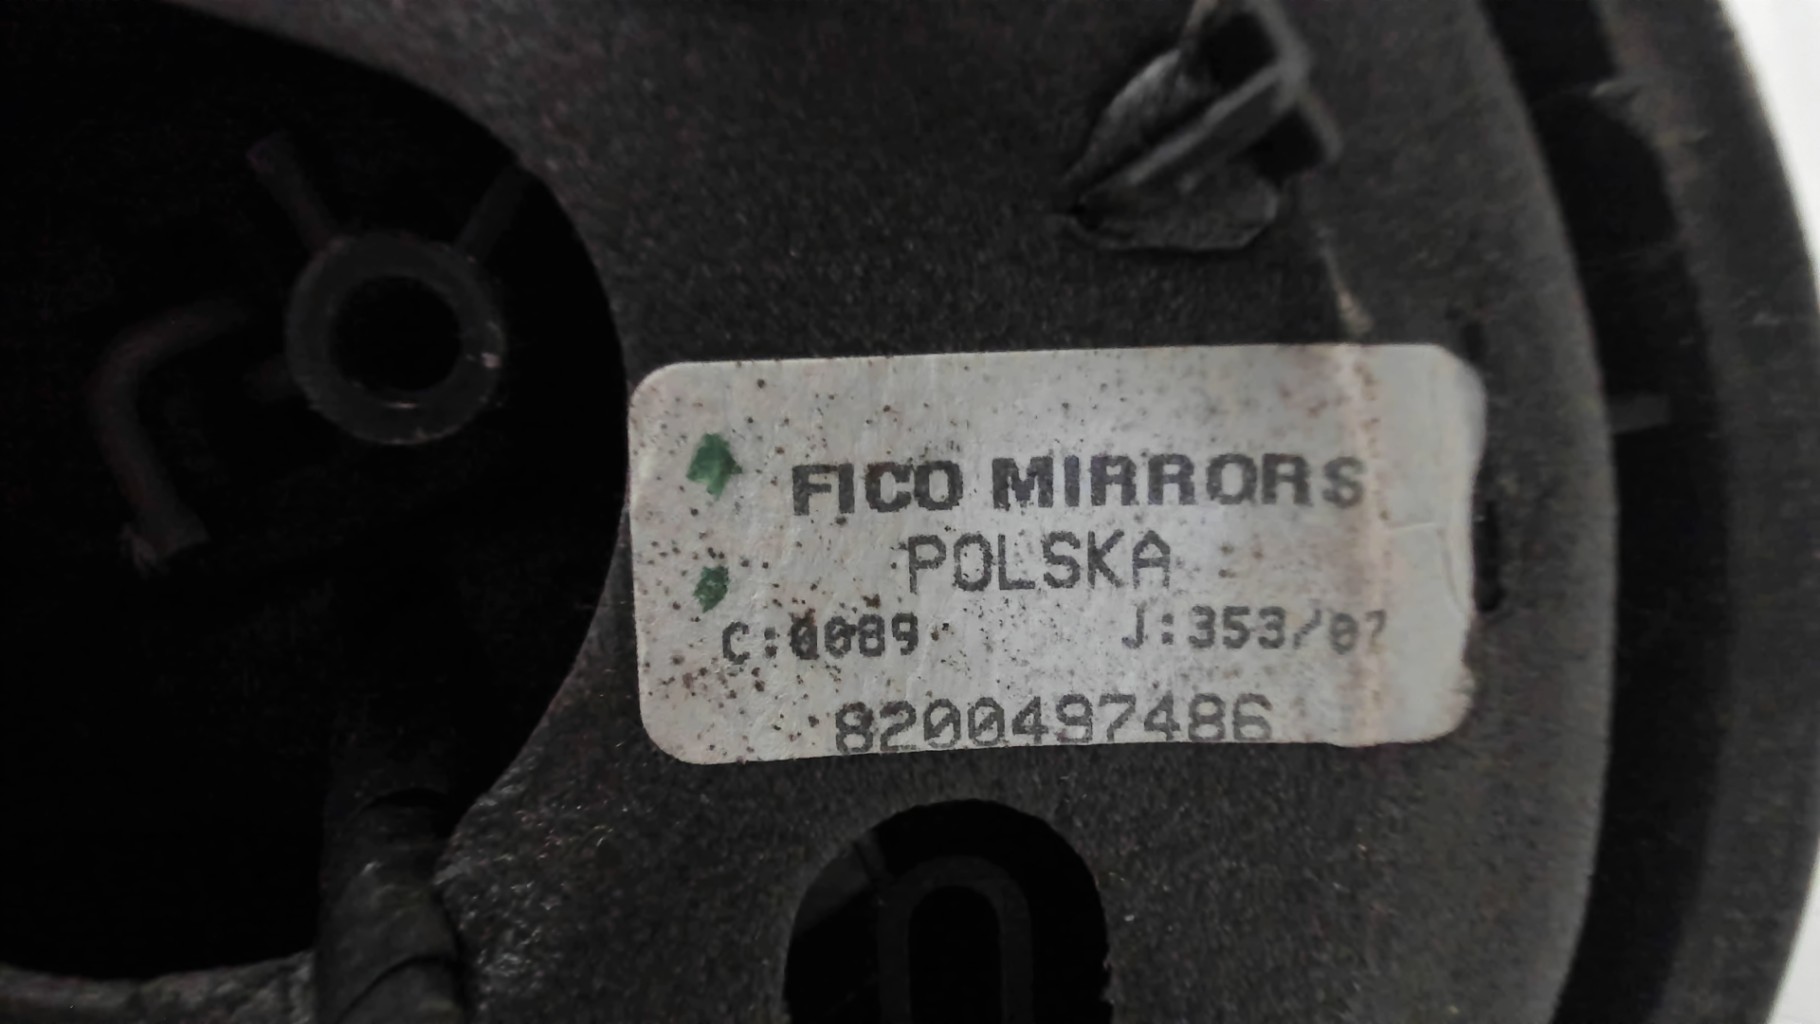 FICO MIRRORS
POLSKA
C:0089 J:353/07
8200497486